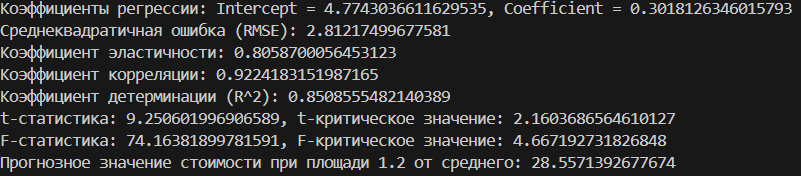 Коэффициенты регрессии: Intercept = 4.7743036611629535, Coefficient = 0.3018126346015793
Среднеквадратичная ошибка (RMSE): 2.81217499677581
Коэффициент эластичности: 0.8058700056453123
Коэффициент корреляции: 0.9224183151987165
Коэффициент детерминации (R^2): 0.8508555482140389
t-статистика: 9.250601996906589, t-критическое значение: 2.1603686564610127
F-статистика: 74.16381899781591, F-критическое значение: 4.667192731826848
Прогнозное значение стоимости при площади 1.2 от среднего: 28.5571392677674